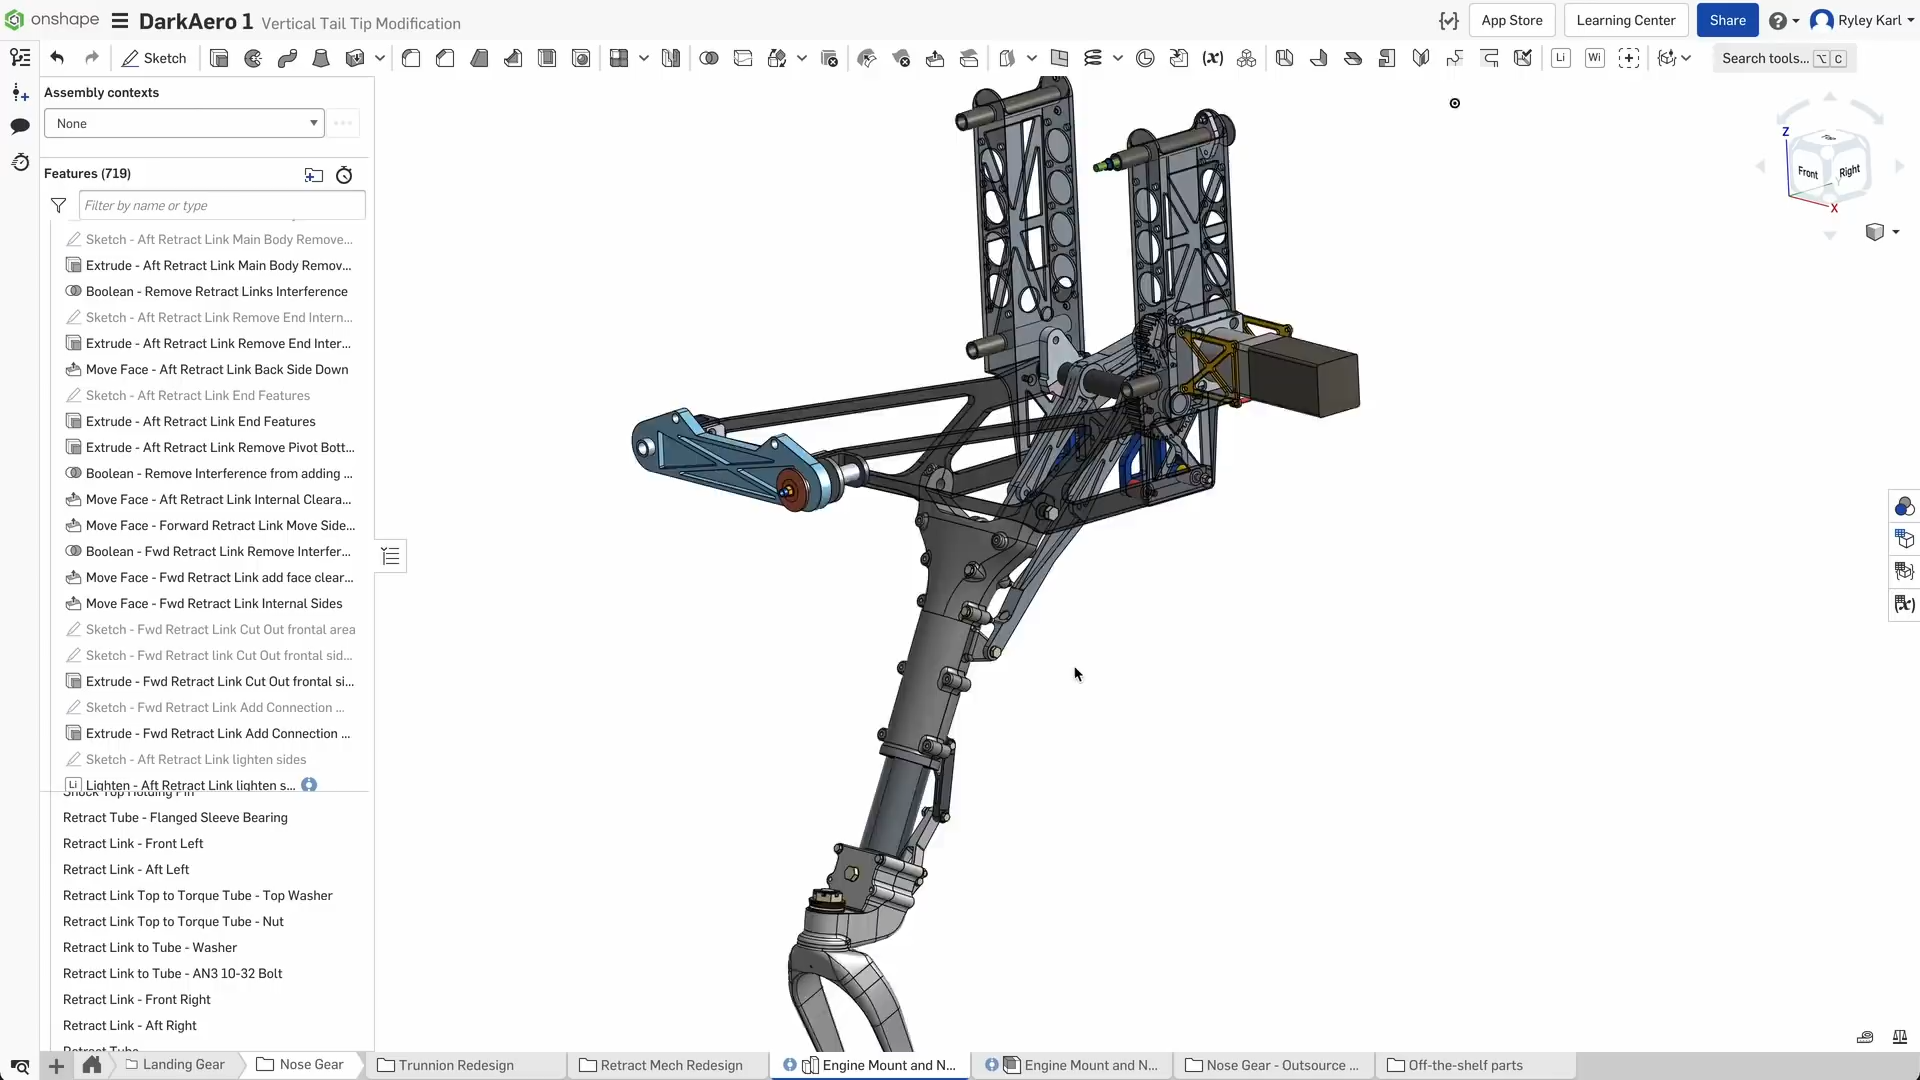 onshape
DarkAero 1 Vertical Tail Tip Modification
App Store
Learning Center
Share
Ryley Karl
Sketch
Li
Wi
Search tools... ⌥ C
Assembly contexts
None
Features (719)
Filter by name or type
Sketch - Aft Retract Link Main Body Remove...
Extrude - Aft Retract Link Main Body Remov...
Boolean - Remove Retract Links Interference
Sketch - Aft Retract Link Remove End Intern...
Extrude - Aft Retract Link Remove End Inter...
Move Face - Aft Retract Link Back Side Down
Sketch - Aft Retract Link End Features
Extrude - Aft Retract Link End Features
Extrude - Aft Retract Link Remove Pivot Bott...
Boolean - Remove Interference from adding ...
Move Face - Aft Retract Link Internal Cleara...
Move Face - Forward Retract Link Move Side...
Boolean - Fwd Retract Link Remove Interfer...
Move Face - Fwd Retract Link add face clear...
Move Face - Fwd Retract Link Internal Sides
Sketch - Fwd Retract Link Cut Out frontal area
Sketch - Fwd Retract link Cut Out frontal sid...
Extrude - Fwd Retract Link Cut Out frontal si...
Sketch - Fwd Retract Link Add Connection ...
Extrude - Fwd Retract Link Add Connection ...
Sketch - Aft Retract Link lighten sides
Li Lighten - Aft Retract Link lighten s...
Shock Top Holding Pin
Retract Tube - Flanged Sleeve Bearing
Retract Link - Front Left
Retract Link - Aft Left
Retract Link Top to Torque Tube - Top Washer
Retract Link Top to Torque Tube - Nut
Retract Link to Tube - Washer
Retract Link to Tube - AN3 10-32 Bolt
Retract Link - Front Right
Retract Link - Aft Right
Retract Tube
Z
Front
Right
X
Landing Gear
Nose Gear
Trunnion Redesign
Retract Mech Redesign
Engine Mount and N...
Engine Mount and N...
Nose Gear - Outsource ...
Off-the-shelf parts